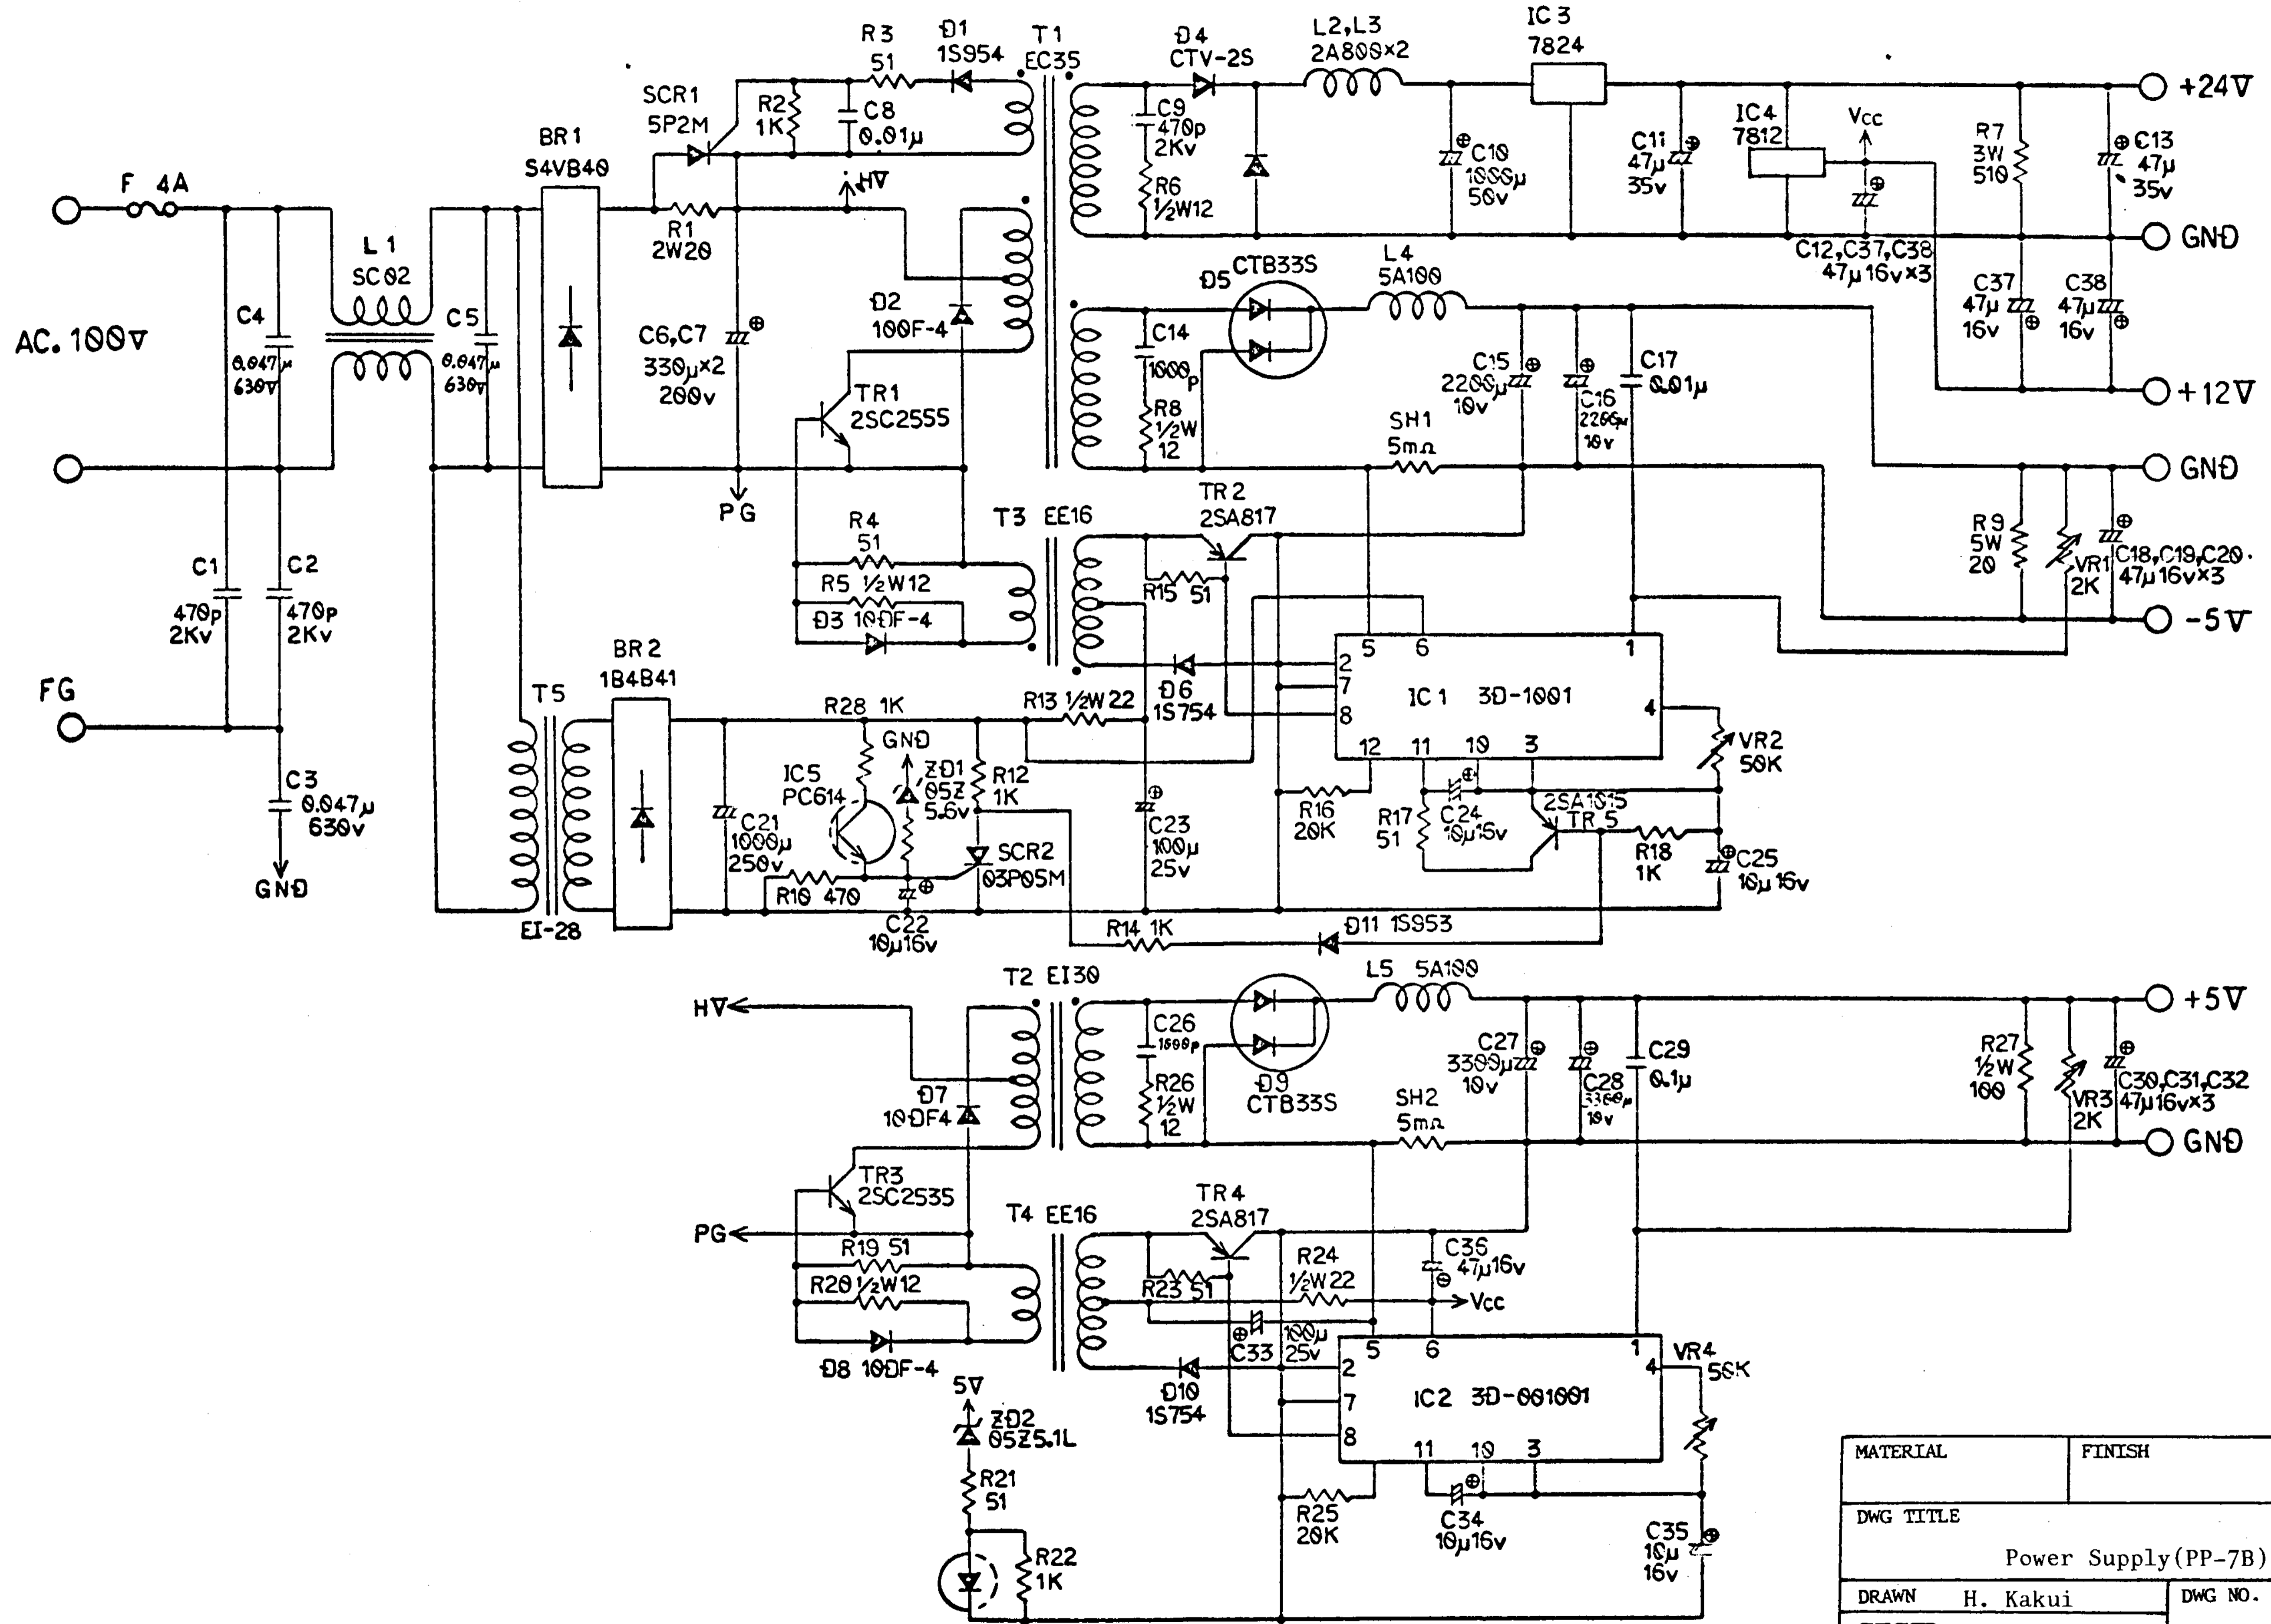 F 4A
AC. 100V
FG
C4
0.047μ
630V
L1
SC02
C5
0.047μ
630V
C1
470p
2Kv
C2
470p
2Kv
C3
0.047μ
630v
GND
BR1
S4VB40
SCR1
5P2M
R1
2W20
R2
1K
R3
51
D1
1S954
C8
0.01μ
HV
C6,C7
330μ×2
200v
PG
D2
100F-4
TR1
2SC2555
R4
51
R5 1/2W12
D3 10DF-4
T1
EC35
T3 EE16
D4
CTV-2S
C9
470p
2Kv
R6
1/2W12
L2,L3
2A800×2
C10
1000μ
50v
IC3
7824
C11
47μ
35v
IC4
7812
Vcc
C12,C37,C38
47μ16v×3
R7
3W
510
C13
47μ
35v
+24V
GND
C37
47μ
16v
C38
47μ
16v
+12V
D5
CTB33S
L4
5A100
C14
1000p
R8
1/2W
12
C15
2200μ
10v
C16
2200μ
10v
C17
0.01μ
SH1
5mΩ
GND
R9
5W
20
VR1
2K
C18,C19,C20
47μ16v×3
-5V
TR2
2SA817
R15 51
D6
1S754
5 6 1
2
7
8
IC1 3D-1001
4
12 11 10 3
VR2
50K
R16
20K
R17
51
C24
10μ16v
2SA1015
TR5
R18
1K
C25
10μ16v
T5
EI-28
BR2
1B4B41
C21
1000μ
250v
R28 1K
IC5
PC614
GND
ZD1
05Z
5.6v
R12
1K
R13 1/2W22
C23
100μ
25v
SCR2
03P05M
R10 470
C22
10μ16v
R14 1K
D11 1S953
HV
T2 EI30
D7
10DF4
TR3
2SC2535
PG
R19 51
R20 1/2W12
D8 10DF-4
T4 EE16
C26
R26
1/2W
12
D9
CTB33S
L5 5A100
C27
3300μ
10v
C28
3300μ
10v
C29
0.1μ
SH2
5mΩ
R27
1/2W
100
VR3
2K
C30,C31,C32
47μ16v×3
+5V
GND
TR4
2SA817
R23 51
R24
1/2W22
C36
47μ16v
Vcc
C33
100μ
25v
D10
1S754
5 6 1
2
7
8
IC2 3D-001001
4
11 10 3
VR4
50K
R25
20K
C34
10μ16v
C35
10μ
16v
5V
ZD2
05Z5.1L
R21
51
R22
1K
MATERIAL
FINISH
DWG TITLE
Power Supply(PP-7B)
DRAWN H. Kakui
DWG NO.